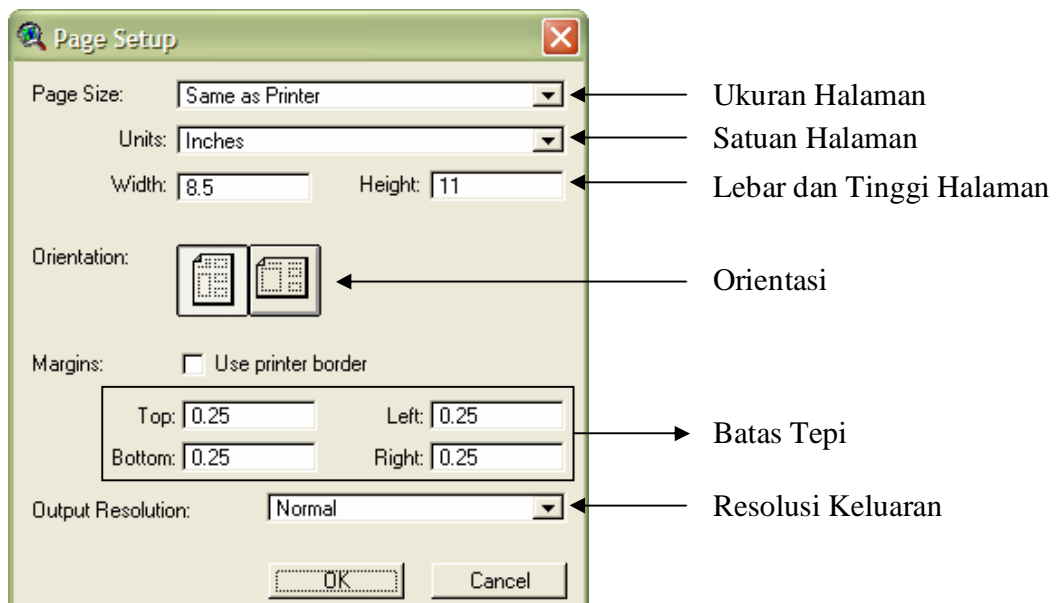 Page Setup
Page Size: Same as Printer Ukuran Halaman
Units: Inches Satuan Halaman
Width: 8.5 Height: 11 Lebar dan Tinggi Halaman
Orientation: Orientasi
Margins: Use printer border
Top: 0.25 Left: 0.25
Bottom: 0.25 Right: 0.25 Batas Tepi
Output Resolution: Normal Resolusi Keluaran
OK Cancel